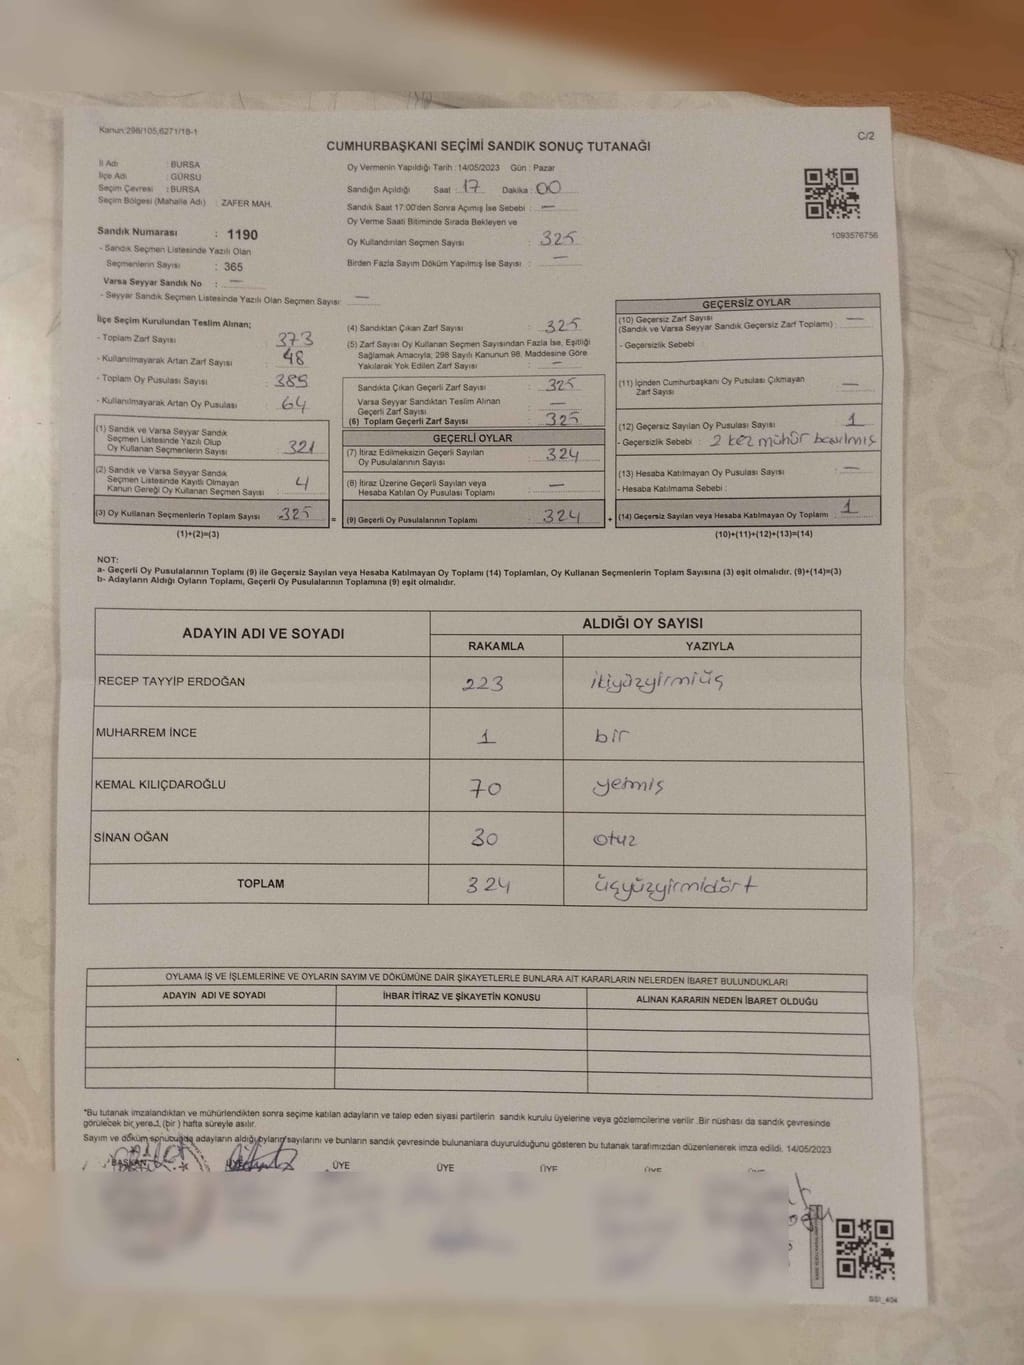 Kanun:298/105,6271/18-1
C/2
CUMHURBAŞKANI SEÇİMİ SANDIK SONUÇ TUTANAĞI
İl Adı : BURSA
İlçe Adı : GÜRSU
Seçim Çevresi : BURSA
Seçim Bölgesi (Mahalle Adı) : ZAFER MAH.
Oy Vermenin Yapıldığı Tarih : 14/05/2023 Gün : Pazar
Sandığın Açıldığı Saat : 17 Dakika : 00
Sandık Saat 17:00'den Sonra Açımış İse Sebebi : —
Oy Verme Saati Bitiminde Sırada Bekleyen ve
Oy Kullandırılan Seçmen Sayısı : 325
Birden Fazla Sayım Döküm Yapılmış İse Sayısı : —
1093576756
Sandık Numarası : 1190
- Sandık Seçmen Listesinde Yazılı Olan
Seçmenlerin Sayısı : 365
Varsa Seyyar Sandık No : —
- Seyyar Sandık Seçmen Listesinde Yazılı Olan Seçmen Sayısı: —
İlçe Seçim Kurulundan Teslim Alınan;
- Toplam Zarf Sayısı : 373
- Kullanılmayarak Artan Zarf Sayısı : 48
- Toplam Oy Pusulası Sayısı : 389
- Kullanılmayarak Artan Oy Pusulası : 64
(1) Sandık ve Varsa Seyyar Sandık
Seçmen Listesinde Yazılı Olup
Oy Kullanan Seçmenlerin Sayısı : 321
(2) Sandık ve Varsa Seyyar Sandık
Seçmen Listesinde Kayıtlı Olmayan
Kanun Gereği Oy Kullanan Seçmen Sayısı : 4
(3) Oy Kullanan Seçmenlerin Toplam Sayısı : 325
(1)+(2)=(3)
(4) Sandıktan Çıkan Zarf Sayısı : 325
(5) Zarf Sayısı Oy Kullanan Seçmen Sayısından Fazla İse, Eşitliği
Sağlamak Amacıyla; 298 Sayılı Kanunun 98. Maddesine Göre
Yakılarak Yok Edilen Zarf Sayısı : —
Sandıkta Çıkan Geçerli Zarf Sayısı : 325
Varsa Seyyar Sandıktan Teslim Alınan
Geçerli Zarf Sayısı : —
(6) Toplam Geçerli Zarf Sayısı : 325
GEÇERLİ OYLAR
(7) İtiraz Edilmeksizin Geçerli Sayılan
Oy Pusulalarının Sayısı : 324
(8) İtiraz Üzerine Geçerli Sayılan veya
Hesaba Katılan Oy Pusulası Toplamı : —
= (9) Geçerli Oy Pusulalarının Toplamı : 324
GEÇERSİZ OYLAR
(10) Geçersiz Zarf Sayısı
(Sandık ve Varsa Seyyar Sandık Geçersiz Zarf Toplamı) : —
- Geçersizlik Sebebi :
(11) İçinden Cumhurbaşkanı Oy Pusulası Çıkmayan
Zarf Sayısı : —
(12) Geçersiz Sayılan Oy Pusulası Sayısı : 1
- Geçersizlik Sebebi : 2 kez mühür basılmış
(13) Hesaba Katılmayan Oy Pusulası Sayısı : —
- Hesaba Katılmama Sebebi :
+ (14) Geçersiz Sayılan veya Hesaba Katılmayan Oy Toplamı : 1
(10)+(11)+(12)+(13)=(14)
NOT:
a- Geçerli Oy Pusulalarının Toplamı (9) ile Geçersiz Sayılan veya Hesaba Katılmayan Oy Toplamı (14) Toplamları, Oy Kullanan Seçmenlerin Toplam Sayısına (3) eşit olmalıdır. (9)+(14)=(3)
b- Adayların Aldığı Oyların Toplamı, Geçerli Oy Pusulalarının Toplamına (9) eşit olmalıdır.
ADAYIN ADI VE SOYADI
ALDIĞI OY SAYISI
RAKAMLA YAZIYLA
RECEP TAYYİP ERDOĞAN 223 ikiyüzyirmiüç
MUHARREM İNCE 1 bir
KEMAL KILIÇDAROĞLU 70 yetmiş
SİNAN OĞAN 30 otuz
TOPLAM 324 üçyüzyirmidört
OYLAMA İŞ VE İŞLEMLERİNE VE OYLARIN SAYIM VE DÖKÜMÜNE DAİR ŞİKAYETLERLE BUNLARA AİT KARARLARIN NELERDEN İBARET BULUNDUKLARI
ADAYIN ADI VE SOYADI İHBAR İTİRAZ VE ŞİKAYETİN KONUSU ALINAN KARARIN NEDEN İBARET OLDUĞU
*Bu tutanak imzalandıktan ve mühürlendikten sonra seçime katılan adayların ve talep eden siyasi partilerin sandık kurulu üyelerine veya gözlemcilerine verilir. Bir nüshası da sandık çevresinde
görülecek bir yere 1 (bir) hafta süreyle asılır.
Sayım ve döküm sonucunda adayların aldığı oyların sayılarını ve bunların sandık çevresinde bulunanlara duyurulduğunu gösteren bu tutanak tarafımızdan düzenlenerek imza edildi. 14/05/2023
BAŞKAN ÜYE ÜYE ÜYE ÜYE
SSI_404